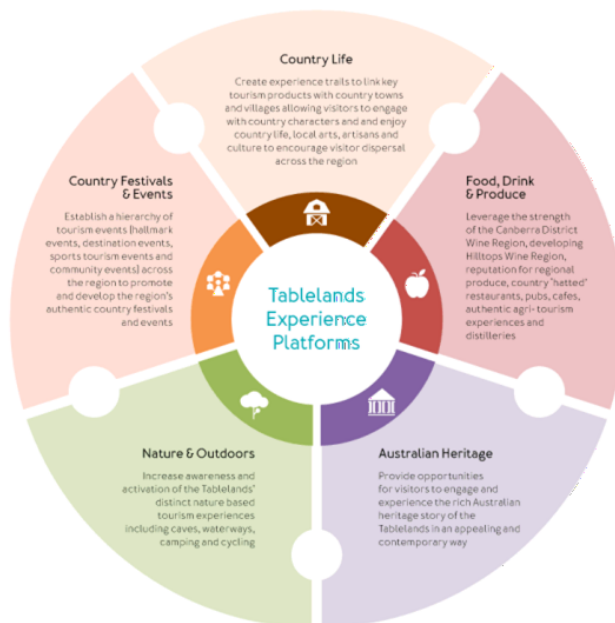 Country Life
Create experience trails to link key
tourism products with country towns
and villages allowing visitors to engage
with country characters and and enjoy
country life, local arts, artisans and
culture to encourage visitor dispersal
across the region
Country Festivals
& Events
Establish a hierarchy of
tourism events (hallmark
events, destination events,
sports tourism events and
community events) across
the region to promote
and develop the region's
authentic country festivals
and events
Food, Drink
& Produce
Leverage the strength
of the Canberra District
Wine Region, developing
Hilltops Wine Region,
reputation for regional
produce, country "hatted"
restaurants, pubs, cafes,
authentic agri- tourism
experiences and
distilleries
Tablelands
Experience
Platforms
Nature & Outdoors
Increase awareness and
activation of the Tablelands'
distinct nature based
tourism experiences
including caves, waterways,
camping and cycling
Australian Heritage
Provide opportunities
for visitors to engage and
experience the rich Australian
heritage story of the
Tablelands in an appealing and
contemporary way